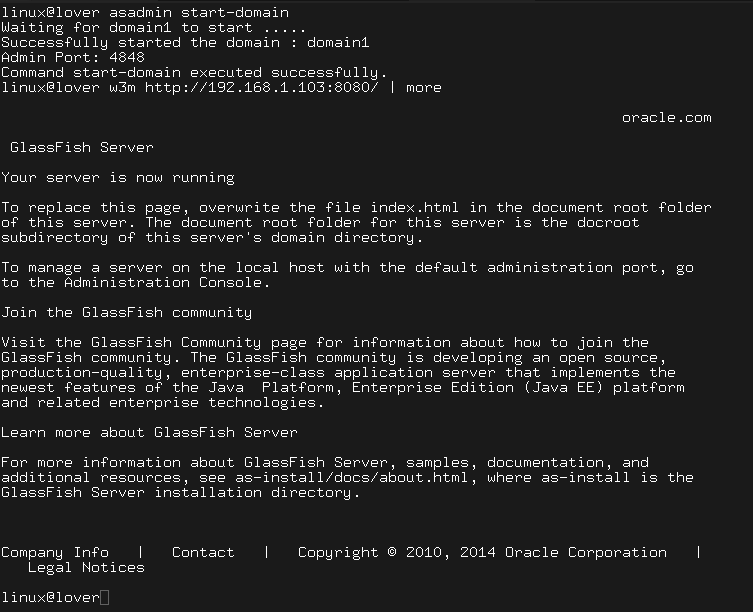 linux@lover asadmin start-domain
Waiting for domain1 to start .....
Successfully started the domain : domain1
Admin Port: 4848
Command start-domain executed successfully.
linux@lover w3m http://192.168.1.103:8080/ | more
oracle.com
GlassFish Server
Your server is now running
To replace this page, overwrite the file index.html in the document root folder
of this server. The document root folder for this server is the docroot
subdirectory of this server's domain directory.
To manage a server on the local host with the default administration port, go
to the Administration Console.
Join the GlassFish community
Visit the GlassFish Community page for information about how to join the
GlassFish community. The GlassFish community is developing an open source,
production-quality, enterprise-class application server that implements the
newest features of the Java  Platform, Enterprise Edition (Java EE) platform
and related enterprise technologies.
Learn more about GlassFish Server
For more information about GlassFish Server, samples, documentation, and
additional resources, see as-install/docs/about.html, where as-install is the
GlassFish Server installation directory.
Company Info   |   Contact   |   Copyright © 2010, 2014 Oracle Corporation   |
Legal Notices
linux@lover